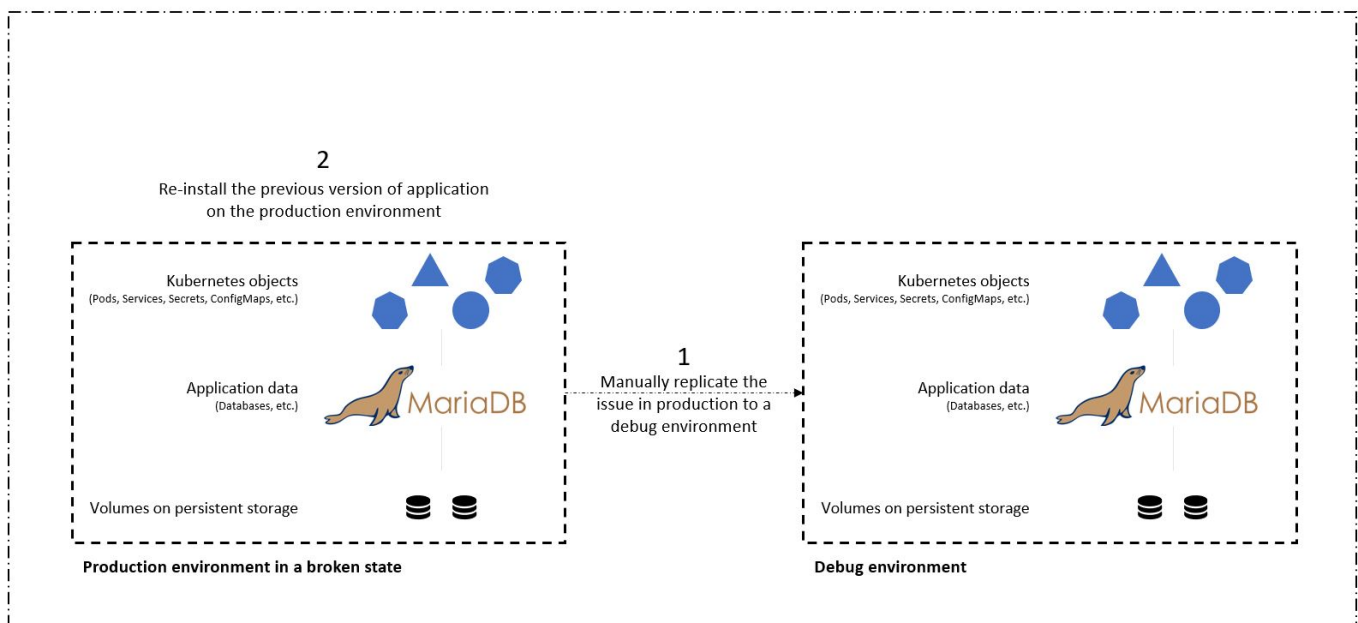 2
Re-install the previous version of application
on the production environment
Kubernetes objects
(Pods, Services, Secrets, ConfigMaps, etc.)
Application data
(Databases, etc.)
MariaDB
Volumes on persistent storage
Production environment in a broken state
1
Manually replicate the
issue in production to a
debug environment
Kubernetes objects
(Pods, Services, Secrets, ConfigMaps, etc.)
Application data
(Databases, etc.)
MariaDB
Volumes on persistent storage
Debug environment